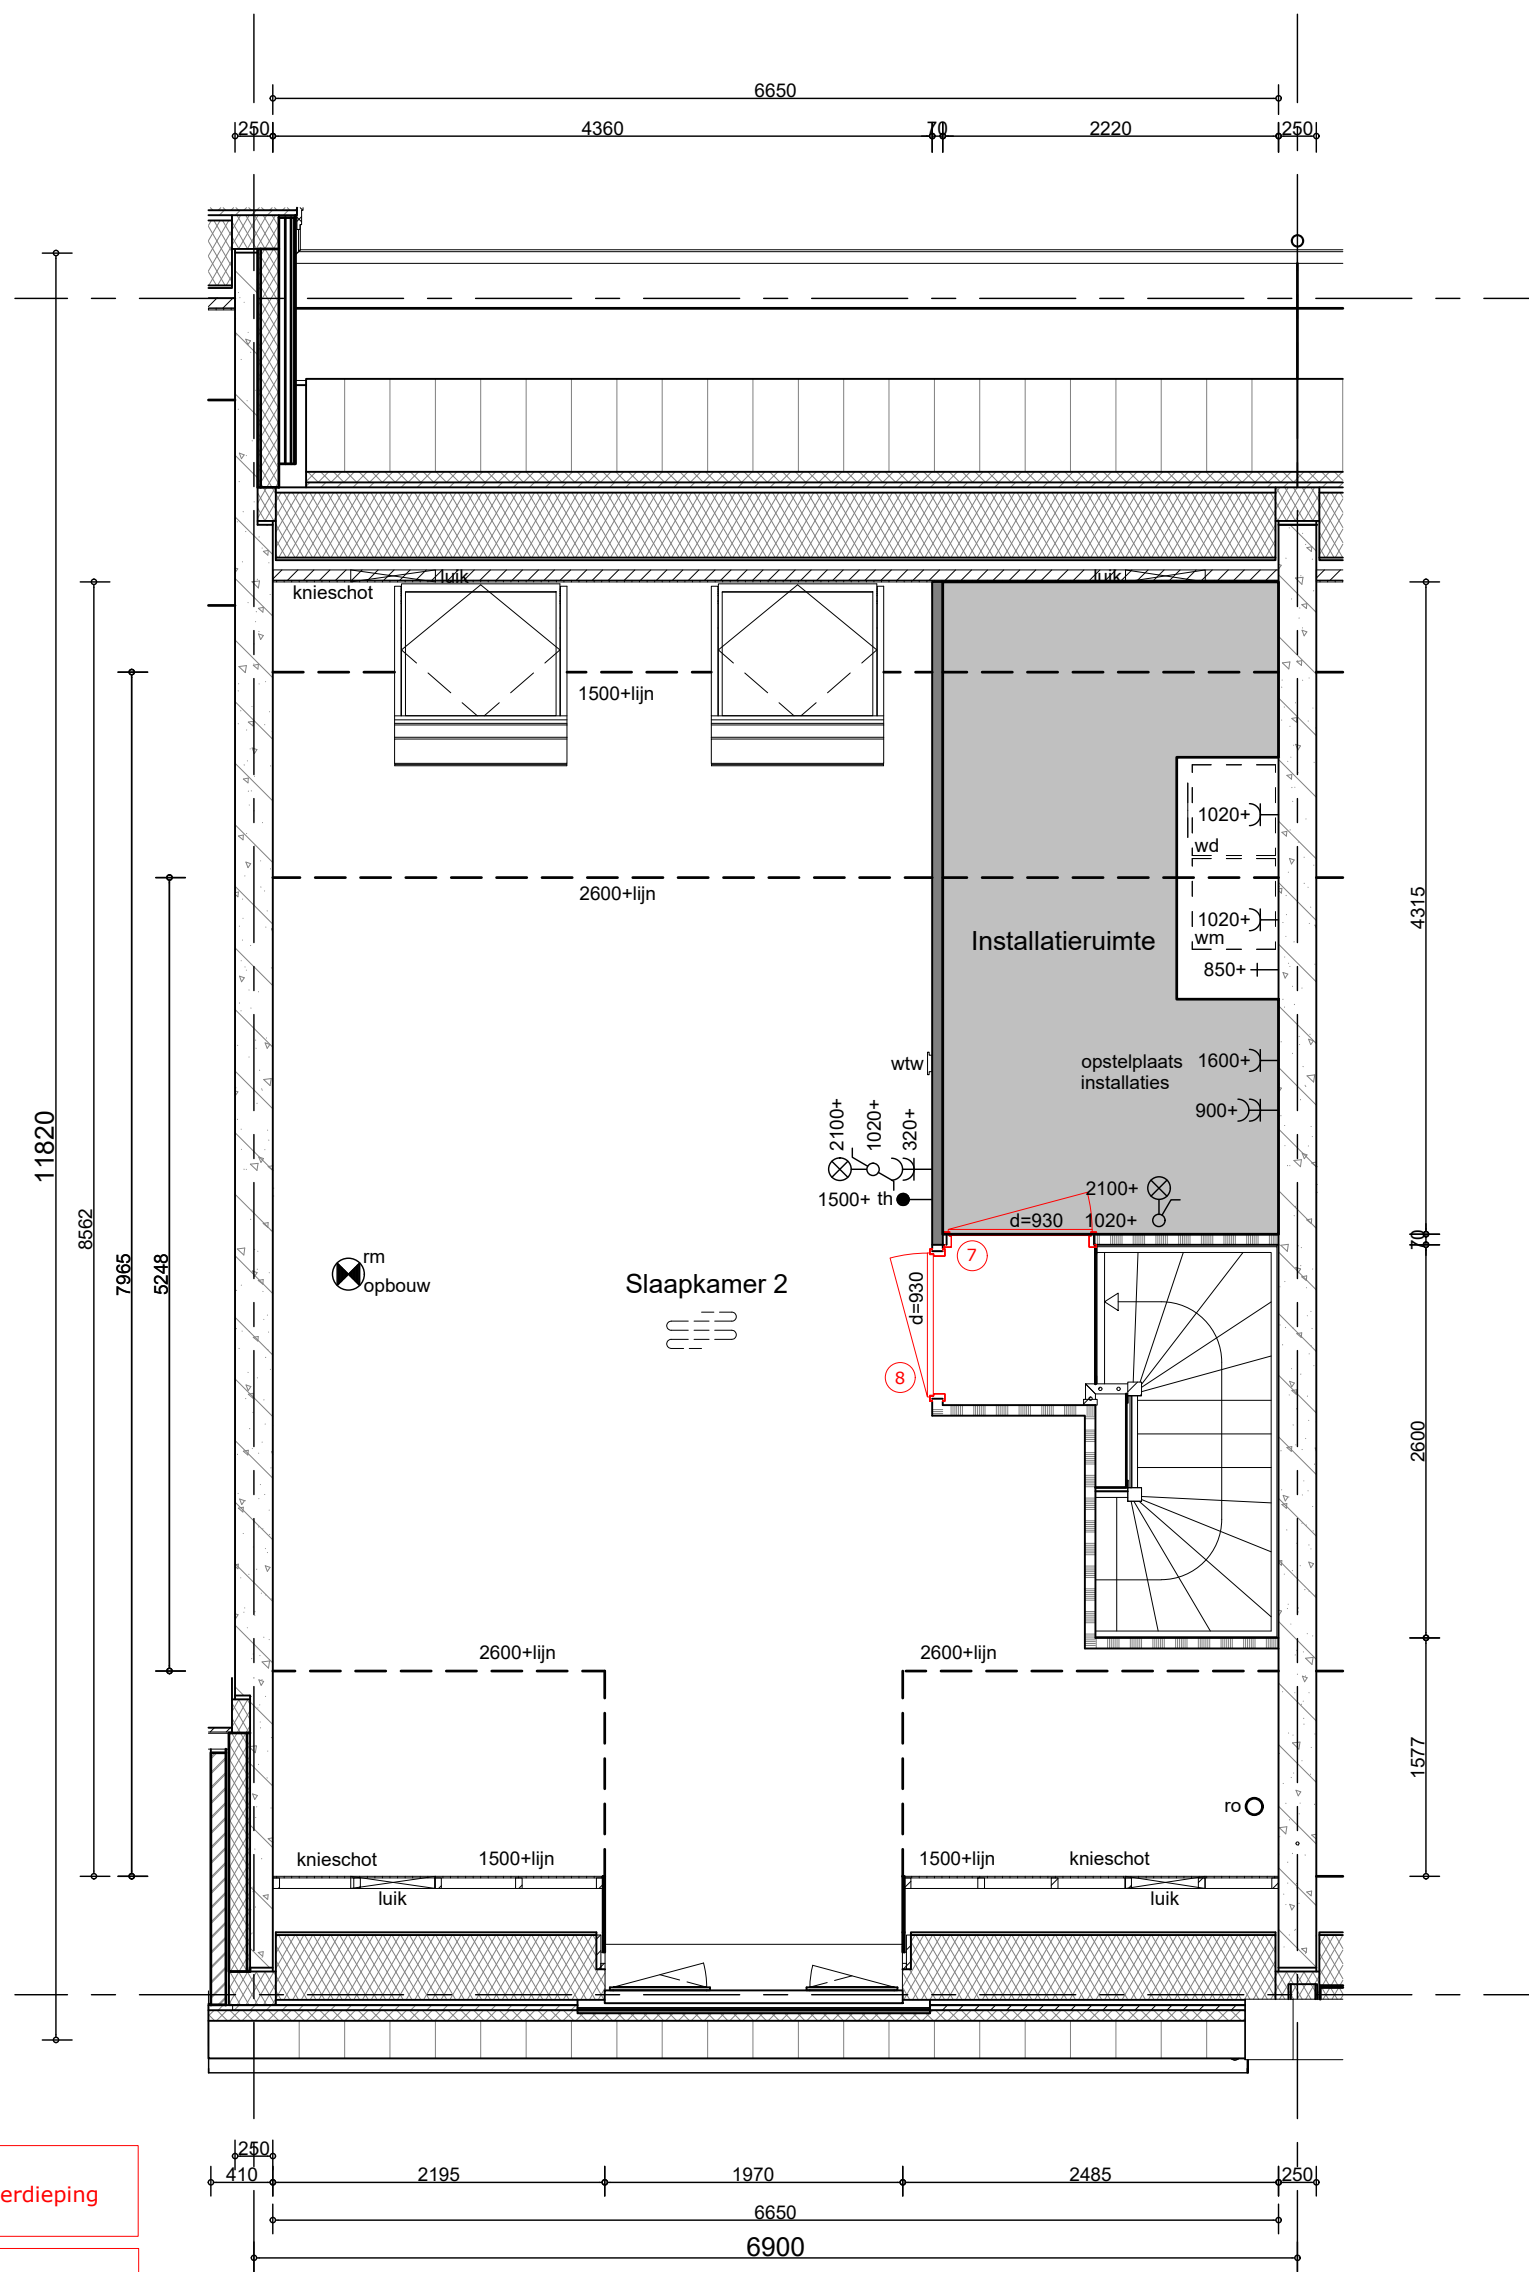 6650
250 4360 70 2220 250
luik luik
knieschot
1500+lijn
1020+
wd
2600+lijn
1020+
wm
Installatieruimte
850+
4315
wtw
opstelplaats
installaties
1600+
900+
2100+
1020+
320+
1500+ th
2100+
d=930 1020+
11820
8562
7965
5248
70
7
rm
opbouw
Slaapkamer 2
d=930
8
2600
2600+lijn 2600+lijn
1577
ro
knieschot 1500+lijn 1500+lijn knieschot
luik luik
250
410 2195 1970 2485 250
erdieping
6650
6900